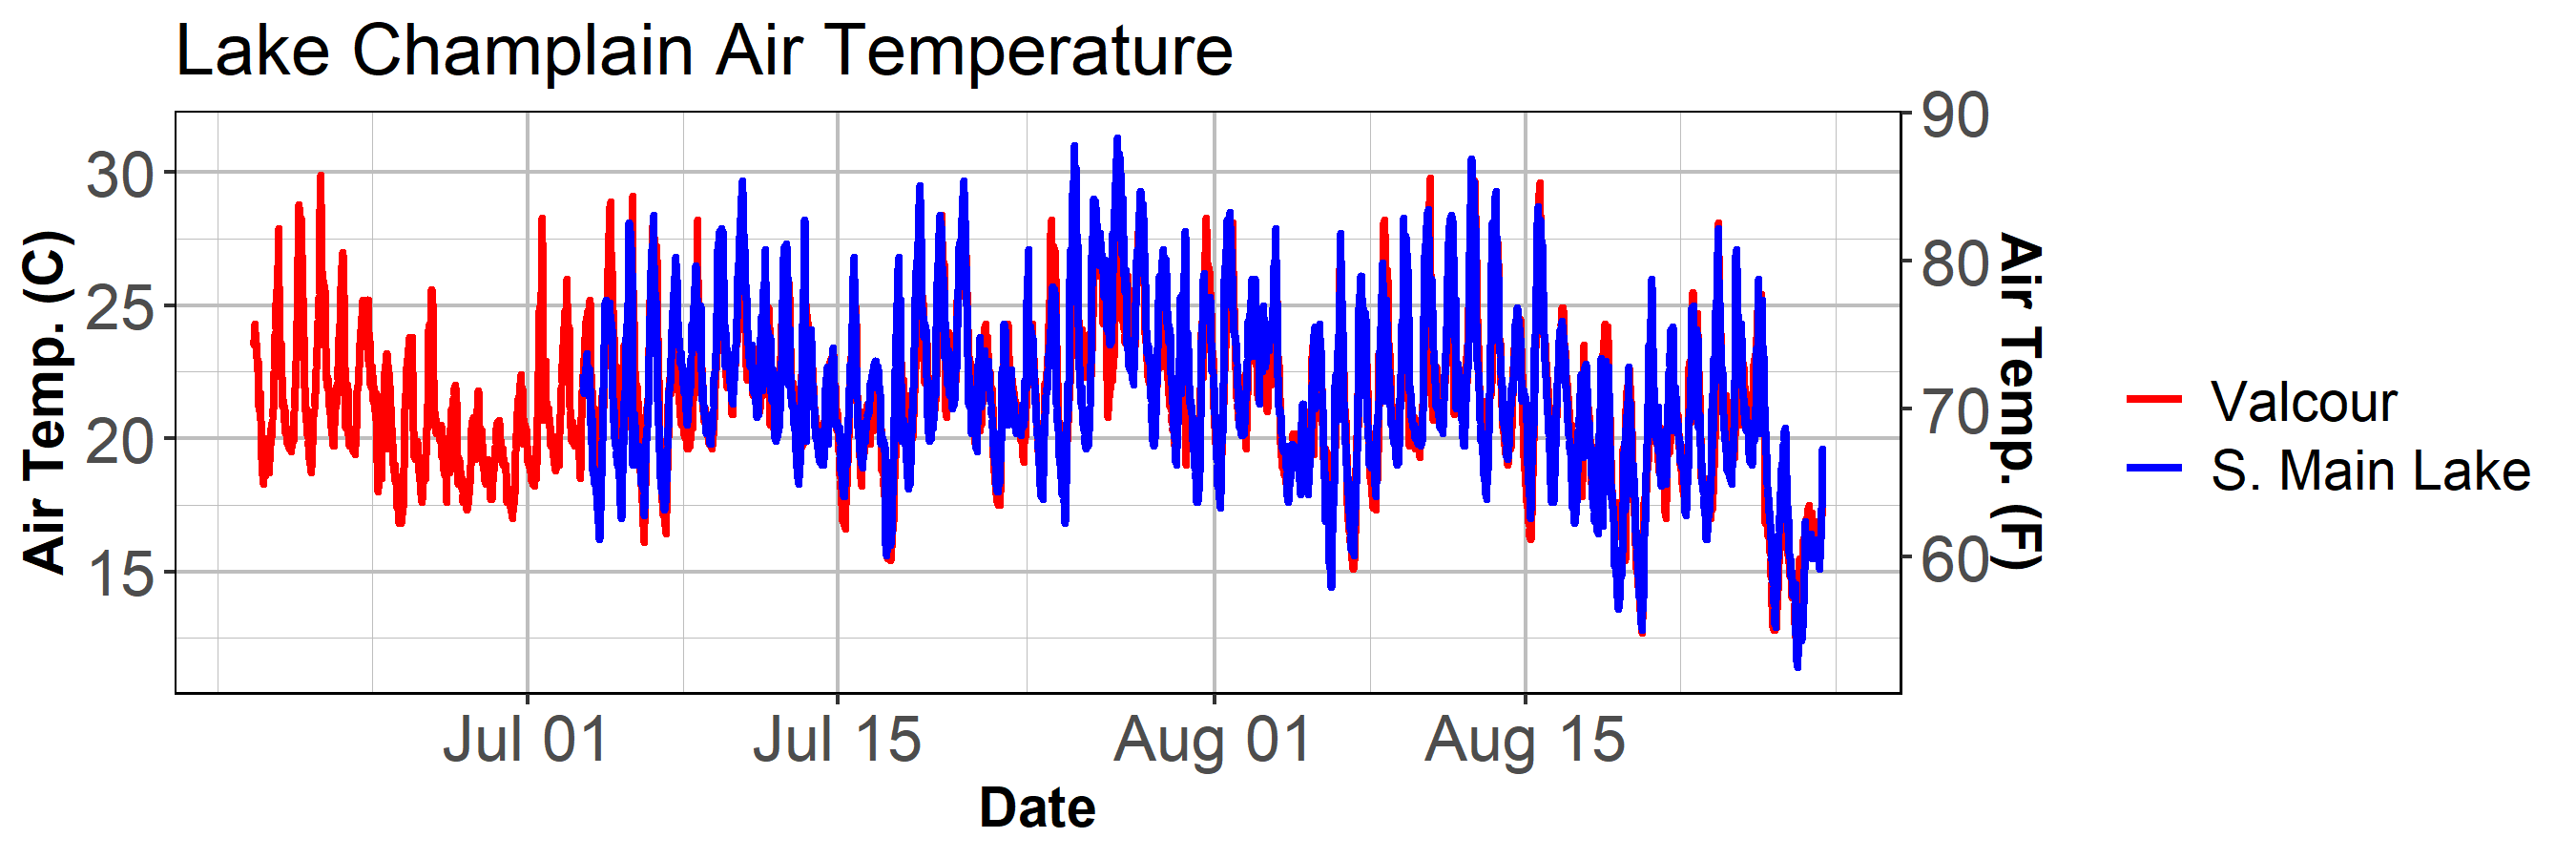 Lake Champlain Air Temperature
Air Temp. (C)
30
25
20
15
90
80
70
60
Air Temp. (F)
Jul 01 Jul 15 Aug 01 Aug 15
Date
Valcour
S. Main Lake